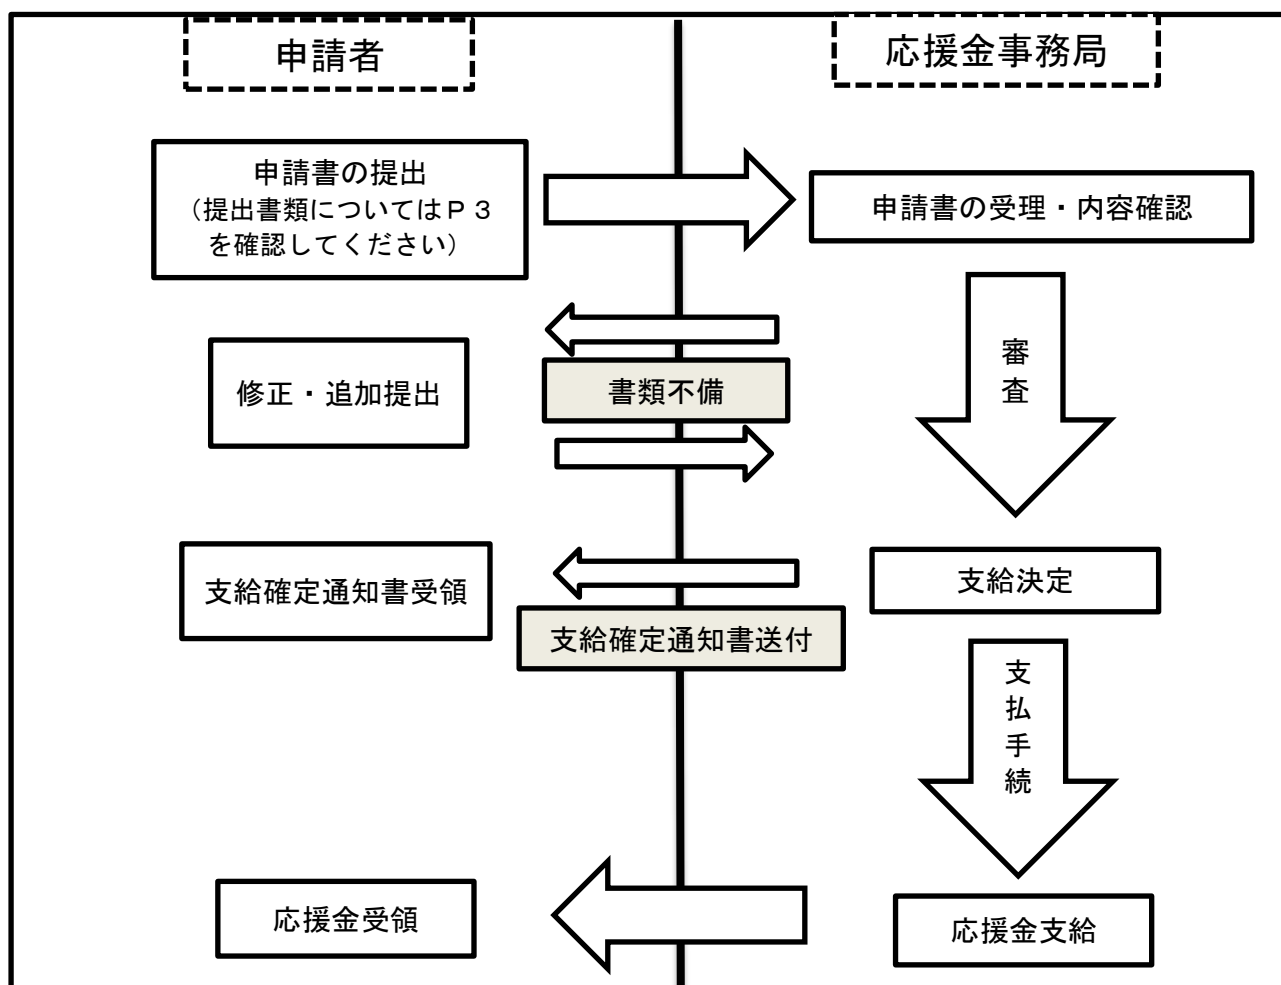 申請者
応援金事務局
申請書の提出
（提出書類についてはＰ３
を確認してください）
申請書の受理・内容確認
審査
修正・追加提出
書類不備
支給確定通知書受領
支給決定
支給確定通知書送付
支払手続
応援金受領
応援金支給